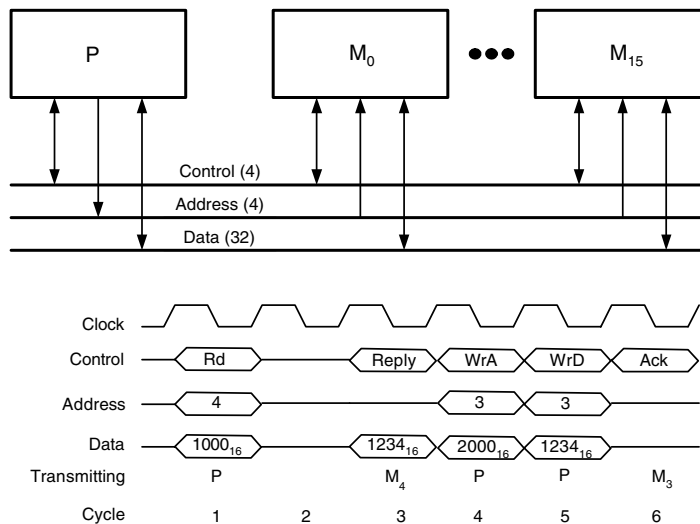 P M₀ M₁₅
Control (4)
Address (4)
Data (32)
Clock
Control Rd Reply WrA WrD Ack
Address 4 3 3
Data 1000₁₆ 1234₁₆ 2000₁₆ 1234₁₆
Transmitting P M₄ P P M₃
Cycle 1 2 3 4 5 6